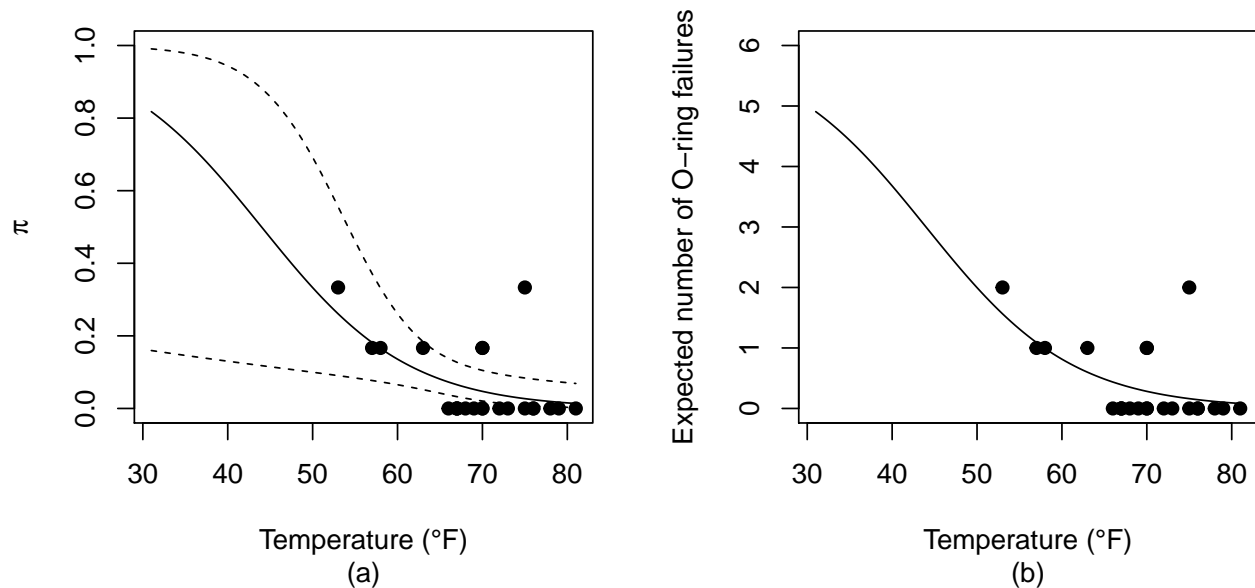 π
1.0
0.8
0.6
0.4
0.2
0.0
30 40 50 60 70 80
Temperature (°F)
(a)
Expected number of O−ring failures
6
5
4
3
2
1
0
30 40 50 60 70 80
Temperature (°F)
(b)